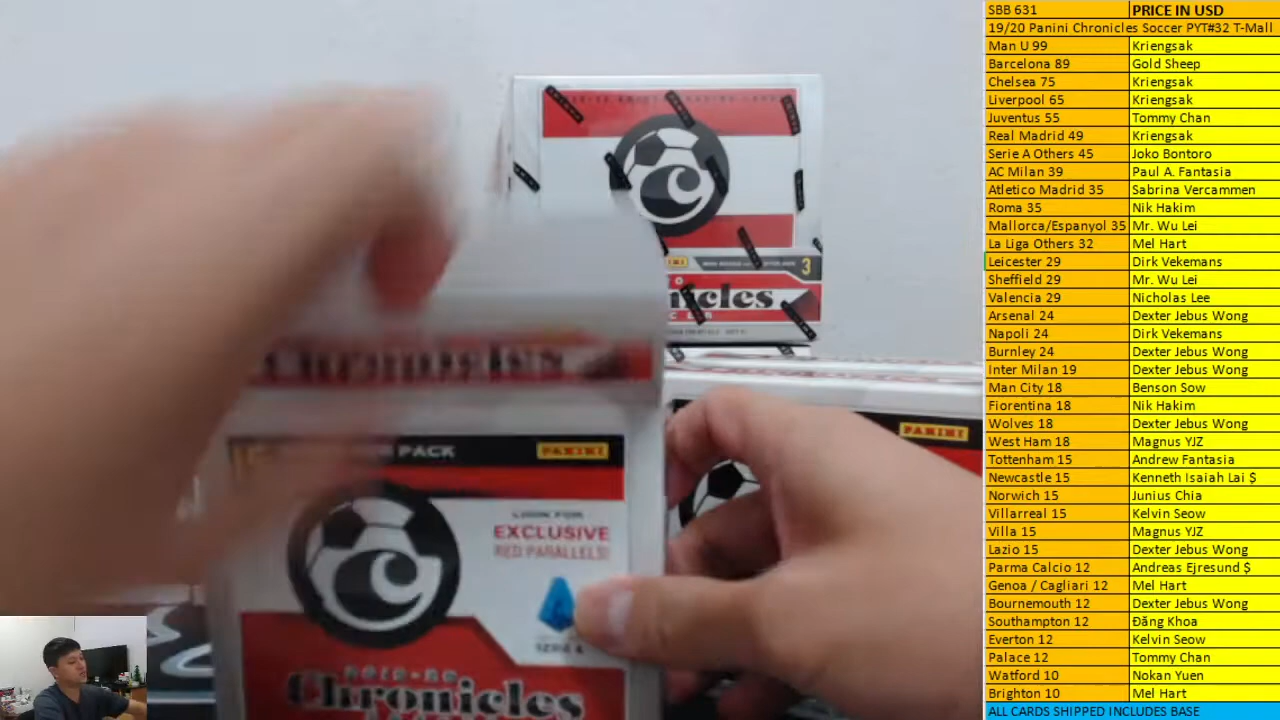 SBB 631 PRICE IN USD
19/20 Panini Chronicles Soccer PYT#32 T-Mall
Man U 99 Kriengsak
Barcelona 89 Gold Sheep
Chelsea 75 Kriengsak
Liverpool 65 Kriengsak
Juventus 55 Tommy Chan
Real Madrid 49 Kriengsak
Serie A Others 45 Joko Bontoro
AC Milan 39 Paul A. Fantasia
Atletico Madrid 35 Sabrina Vercammen
Roma 35 Nik Hakim
Mallorca/Espanyol 35 Mr. Wu Lei
La Liga Others 32 Mel Hart
Leicester 29 Dirk Vekemans
Sheffield 29 Mr. Wu Lei
Valencia 29 Nicholas Lee
Arsenal 24 Dexter Jebus Wong
Napoli 24 Dirk Vekemans
Burnley 24 Dexter Jebus Wong
Inter Milan 19 Dexter Jebus Wong
Man City 18 Benson Sow
Fiorentina 18 Nik Hakim
Wolves 18 Dexter Jebus Wong
West Ham 18 Magnus YJZ
Tottenham 15 Andrew Fantasia
Newcastle 15 Kenneth Isaiah Lai $
Norwich 15 Junius Chia
Villarreal 15 Kelvin Seow
Villa 15 Magnus YJZ
Lazio 15 Dexter Jebus Wong
Parma Calcio 12 Andreas Ejresund $
Genoa / Cagliari 12 Mel Hart
Bournemouth 12 Dexter Jebus Wong
Southampton 12 Đăng Khoa
Everton 12 Kelvin Seow
Palace 12 Tommy Chan
Watford 10 Nokan Yuen
Brighton 10 Mel Hart
ALL CARDS SHIPPED INCLUDES BASE
3
nicles
Chronicles
PACK PANINI
PANINI
LOOK FOR
EXCLUSIVE
RED PARALLELS!
SERIE A
2019-20
Chronicles